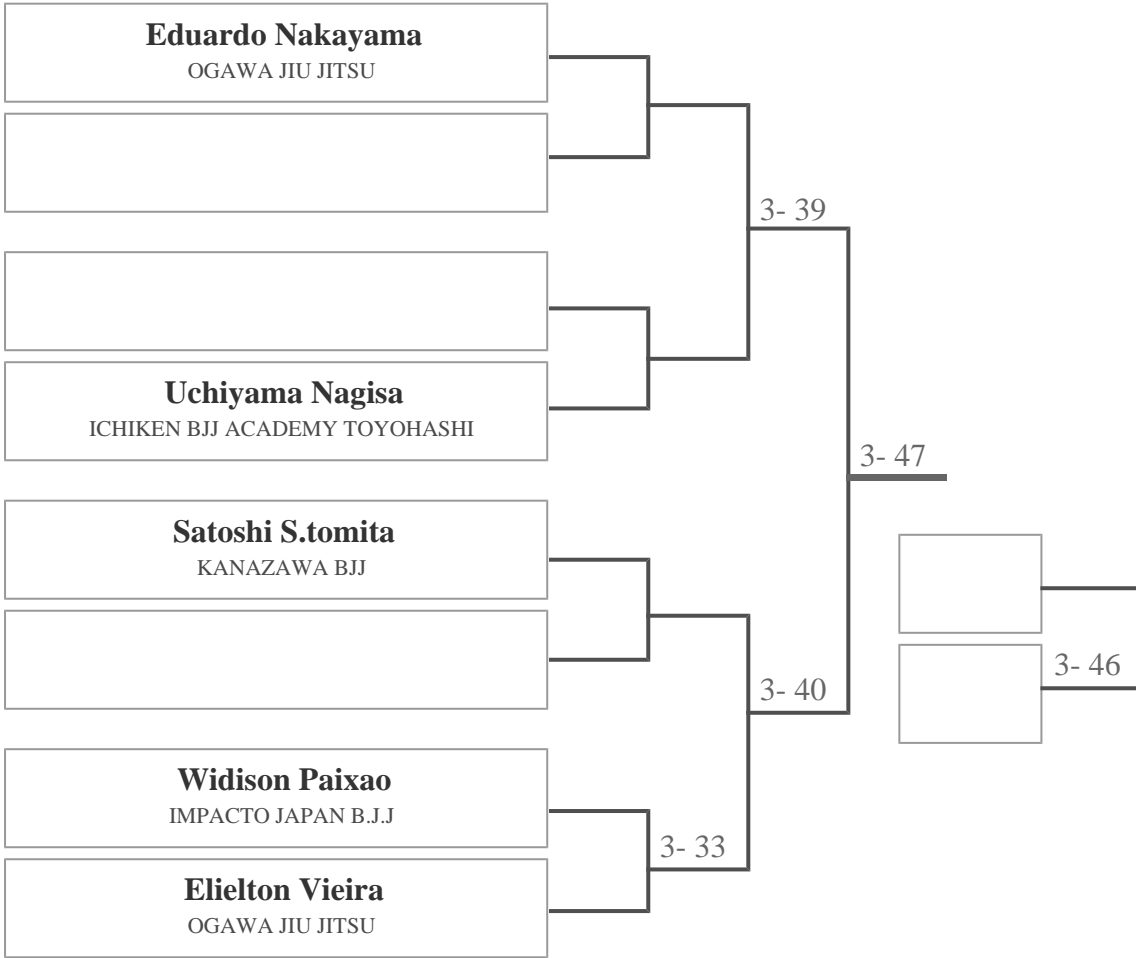 Eduardo Nakayama
OGAWA JIU JITSU
3- 39
Uchiyama Nagisa
ICHIKEN BJJ ACADEMY TOYOHASHI
3- 47
Satoshi S.tomita
KANAZAWA BJJ
3- 46
3- 40
Widison Paixao
IMPACTO JAPAN B.J.J
3- 33
Elielton Vieira
OGAWA JIU JITSU